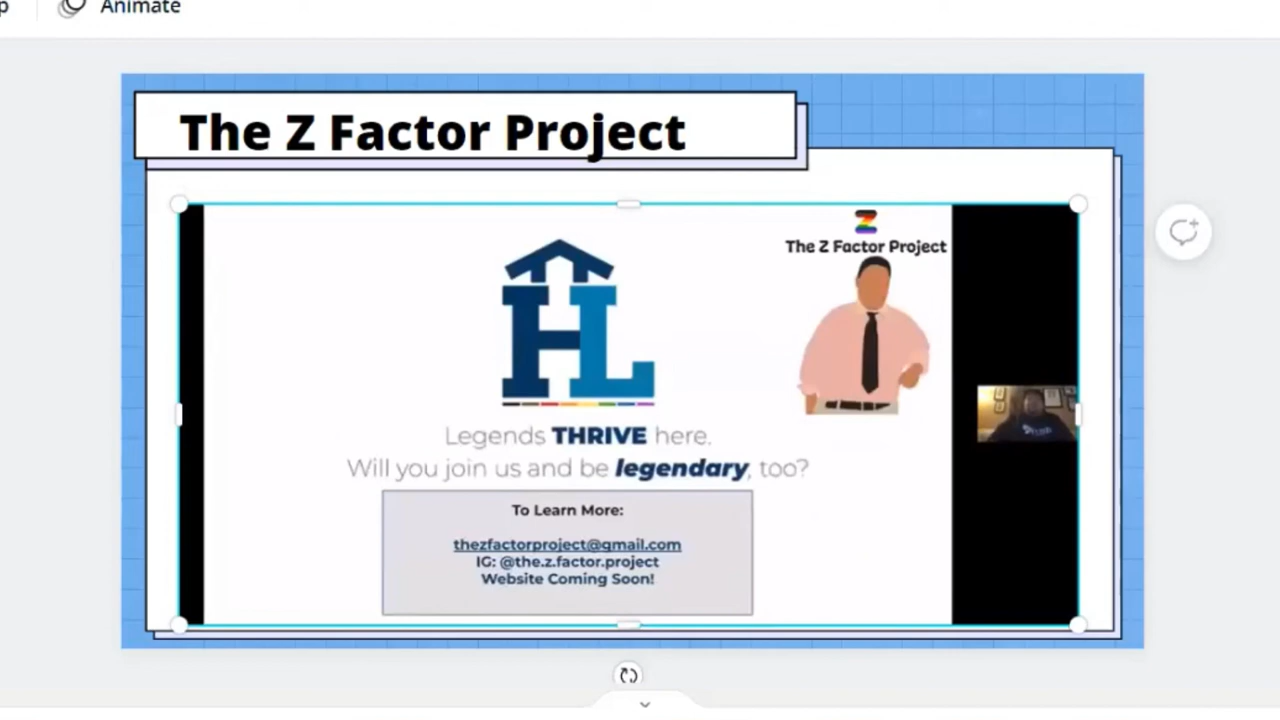 Animate
The Z Factor Project
Z
The Z Factor Project
HL
Legends THRIVE here.
Will you join us and be legendary, too?
To Learn More:
thezfactorproject@gmail.com
IG: @the.z.factor.project
Website Coming Soon!